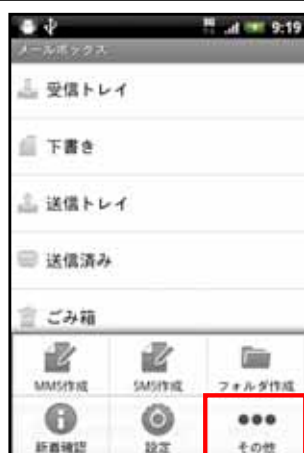 9:19
メールボックス
受信トレイ
下書き
送信トレイ
送信済み
ごみ箱
MMS作成 SMS作成 フォルダ作成
新着確認 設定 その他